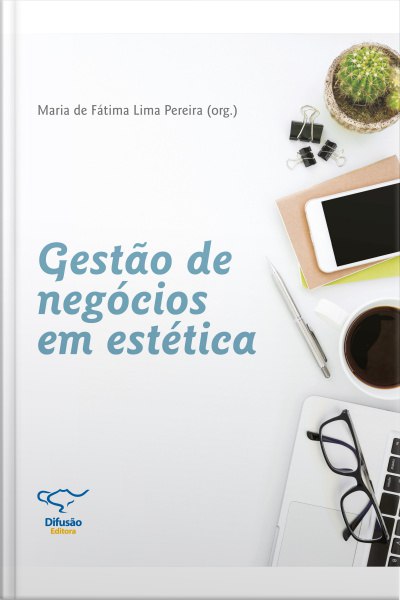 Maria de Fátima Lima Pereira (org.)
Gestão de
negócios
em estética
Difusão
Editora